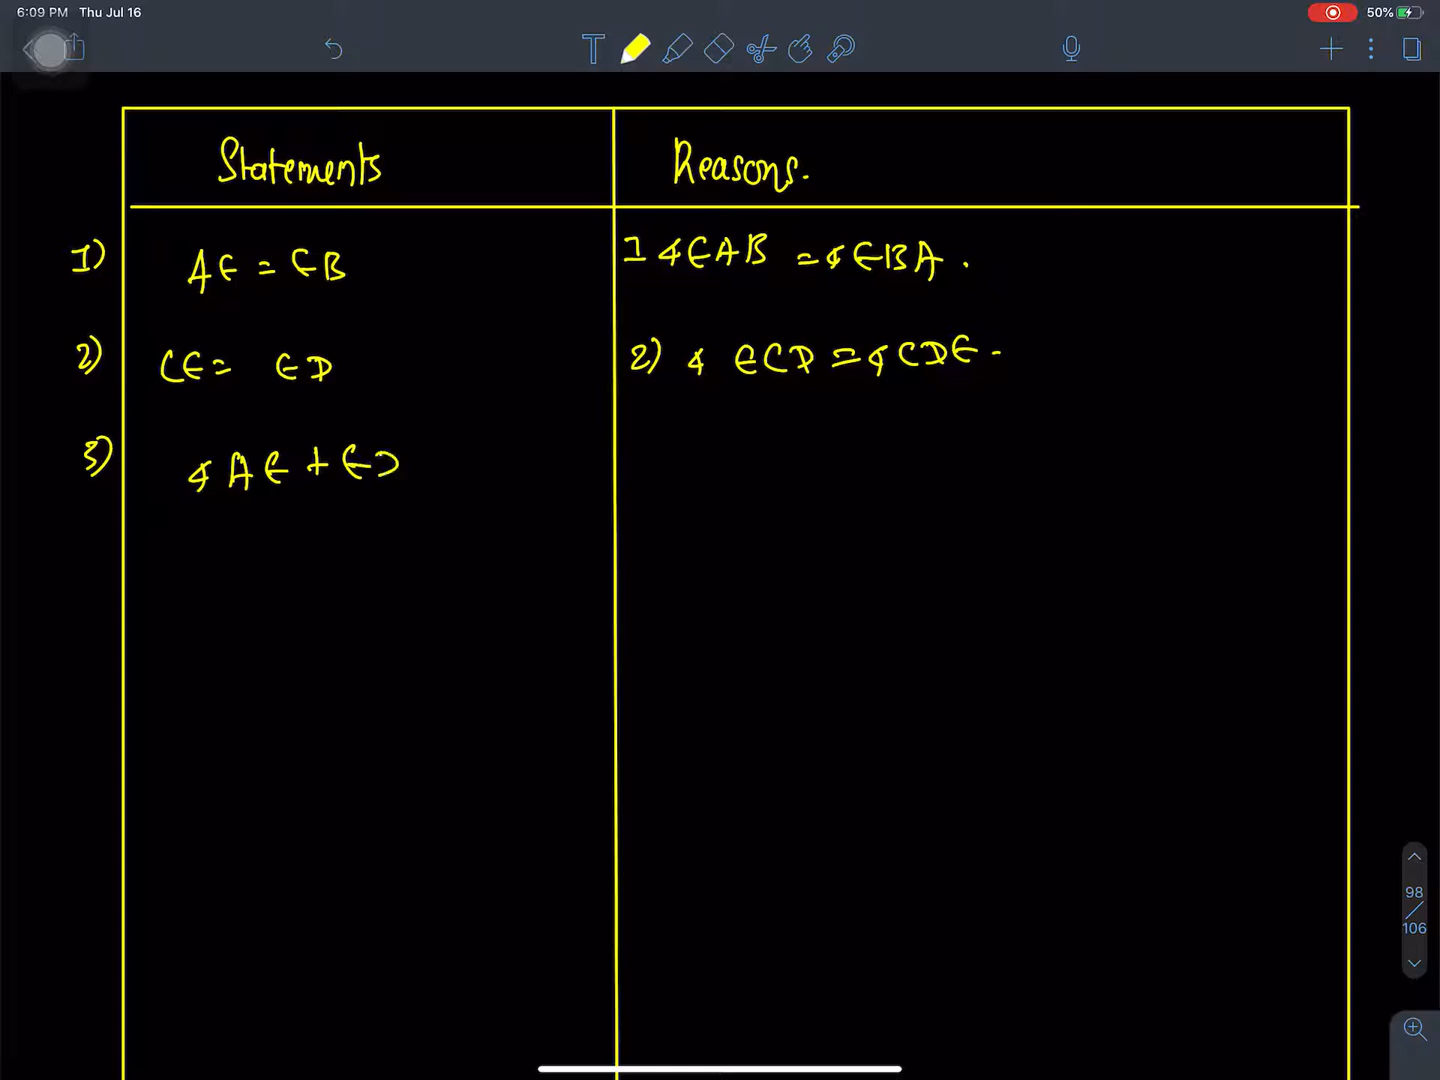 6:09 PM Thu Jul 16
50%
T
Statements
Reasons.
1) AE = EB
1 ∢EAB = ∢EBA .
2) CE = ED
2) ∢ ECD = ∢CDE -
3) ∢AE + ED
98
106